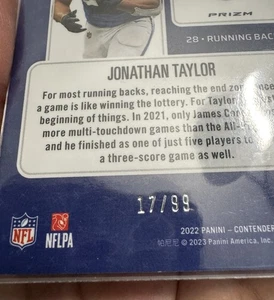 PRIZM
28 • RUNNING BAC
JONATHAN TAYLOR
For most running backs, reaching the end zone once
a game is like winning the lottery. For Taylor,
beginning of things. In 2021, only James Con
more multi-touchdown games than the All-
and he finished as one of just five players to
a three-score game as well.
17/99
NFL
NFLPA
2022 PANINI - CONTENDER
© 2023 Panini America, Inc.